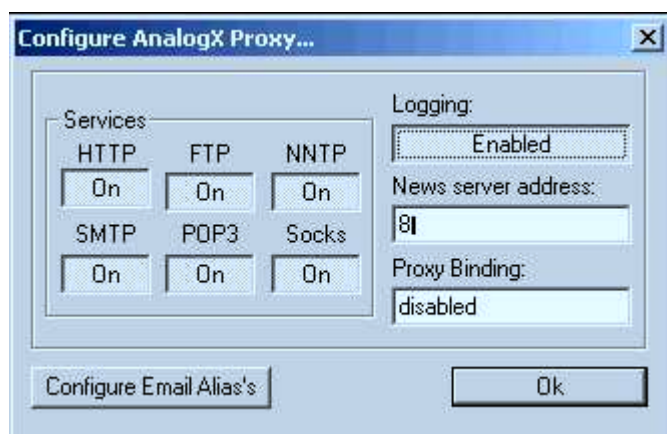 Configure AnalogX Proxy...
Services
HTTP FTP NNTP
On On On
SMTP POP3 Socks
On On On
Logging:
Enabled
News server address:
8
Proxy Binding:
disabled
Configure Email Alias's
Ok